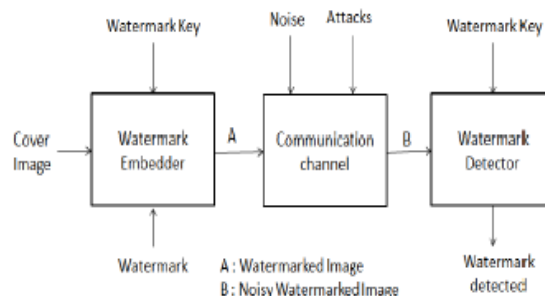 Watermark Key
Noise
Attacks
Watermark Key
Cover
Image
Watermark
Embedder
A
Communication
channel
B
Watermark
Detector
Watermark
A : Watermarked Image
B : Noisy Watermarked Image
Watermark
detected